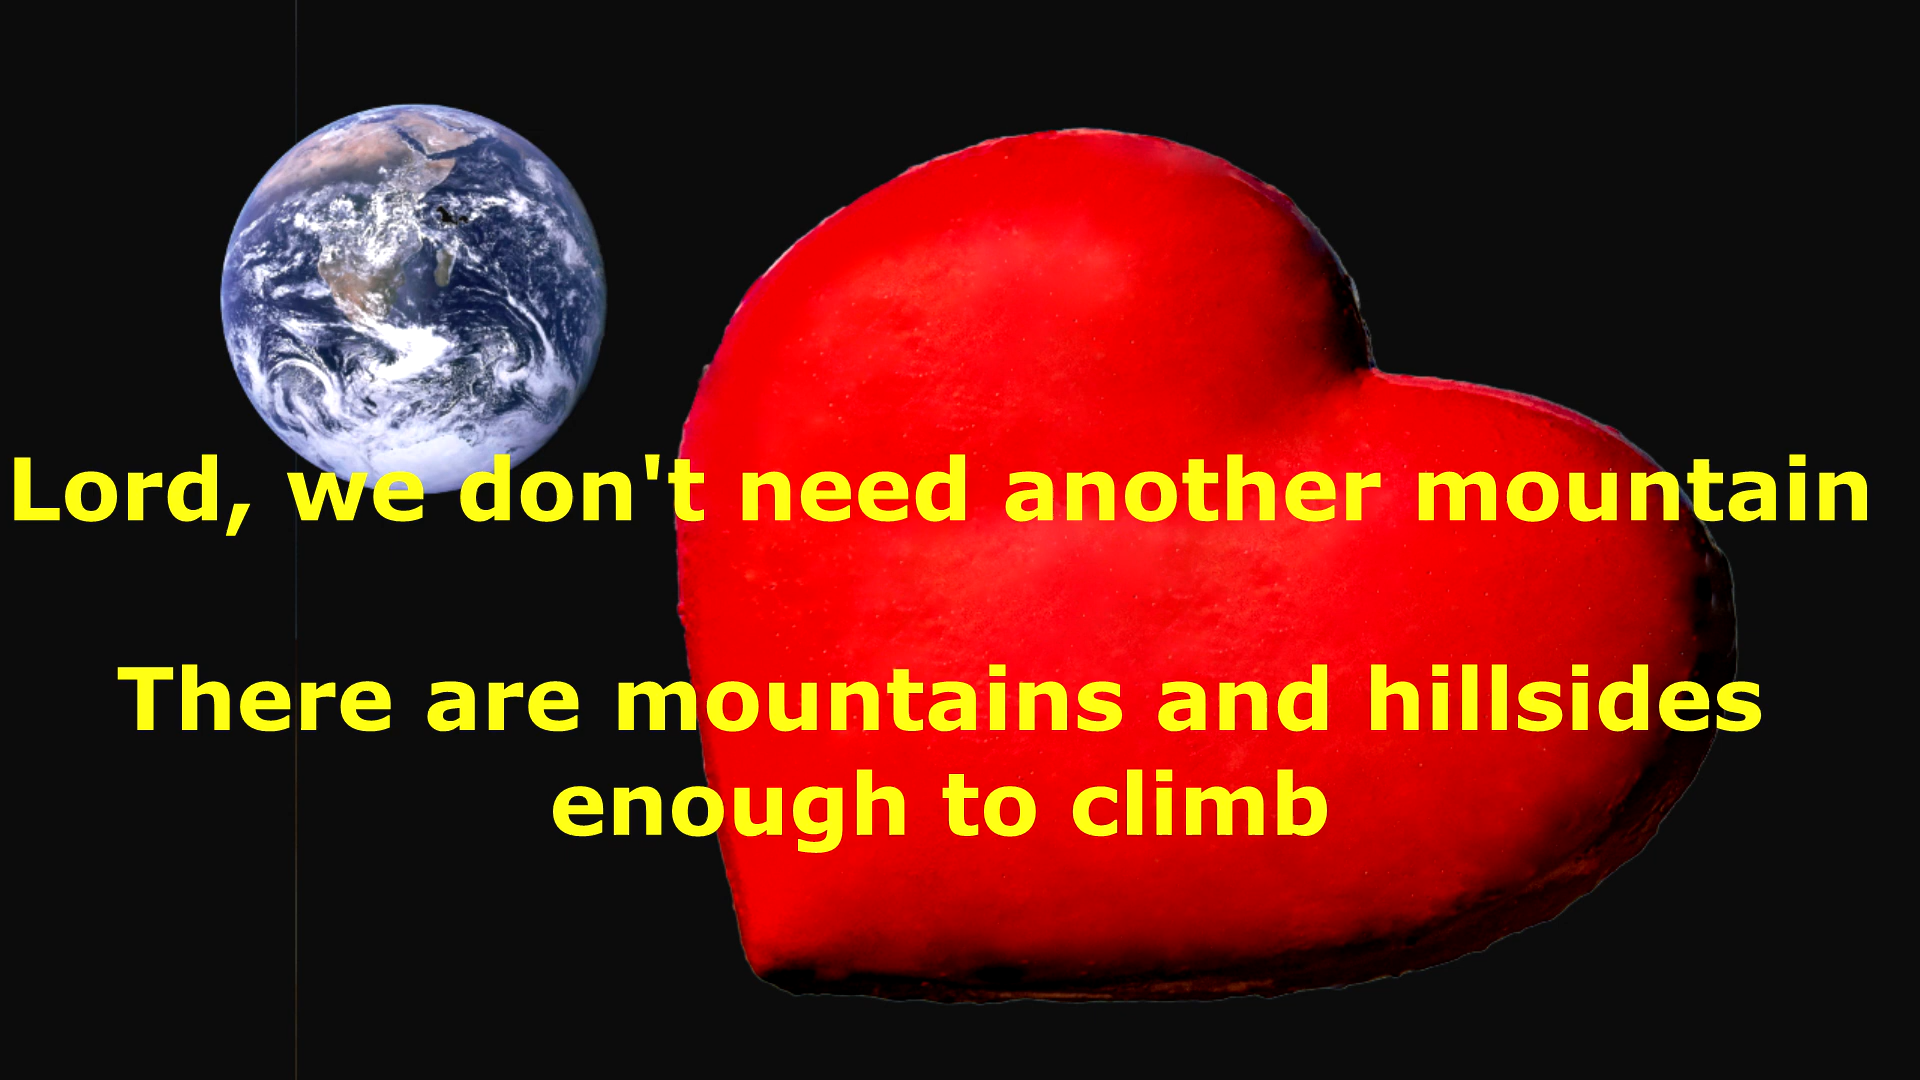 Lord, we don't need another mountain
There are mountains and hillsides
enough to climb